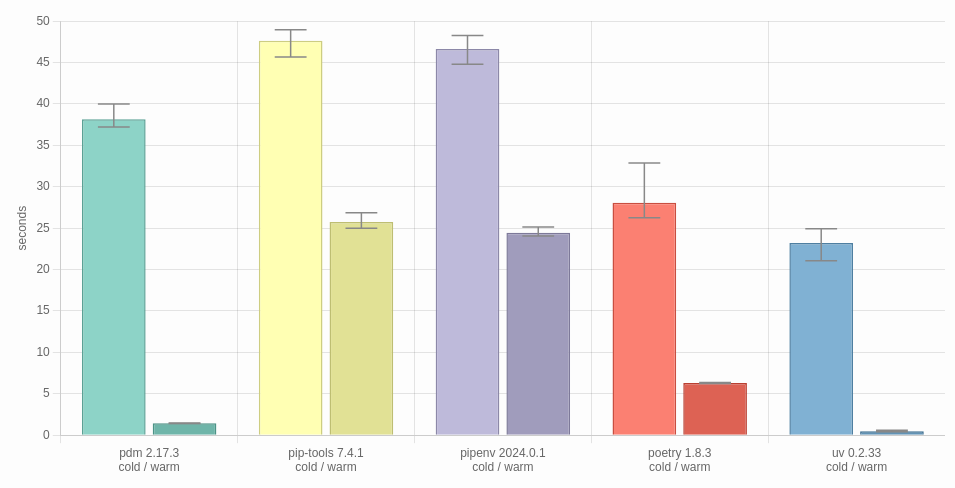 50
45
40
35
30
25
20
15
10
5
0
seconds
pdm 2.17.3
cold / warm
pip-tools 7.4.1
cold / warm
pipenv 2024.0.1
cold / warm
poetry 1.8.3
cold / warm
uv 0.2.33
cold / warm